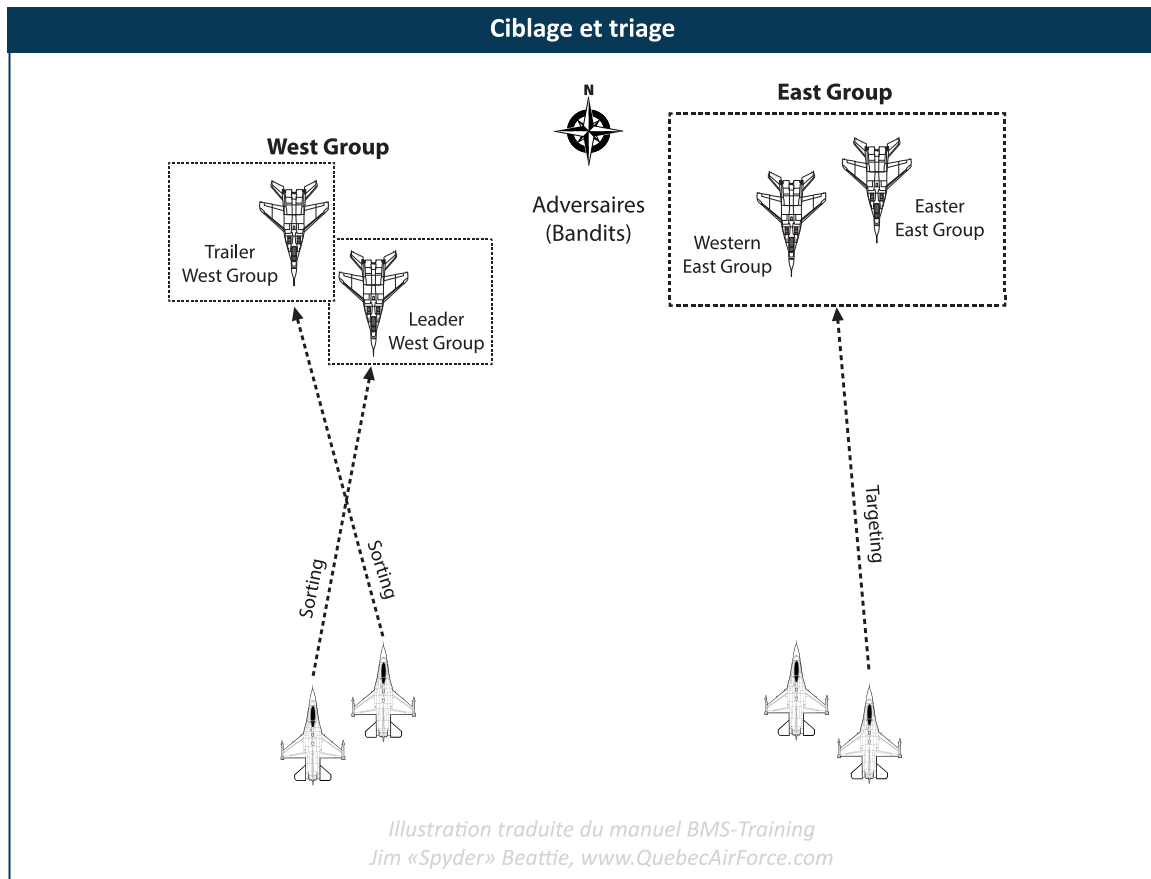 Ciblage et triage
N
East Group
West Group
Adversaires
(Bandits)
Trailer
West Group
Leader
West Group
Western
East Group
Easter
East Group
Sorting
Sorting
Targeting
Illustration traduite du manuel BMS-Training
Jim «Spyder» Beattie, www.QuebecAirForce.com